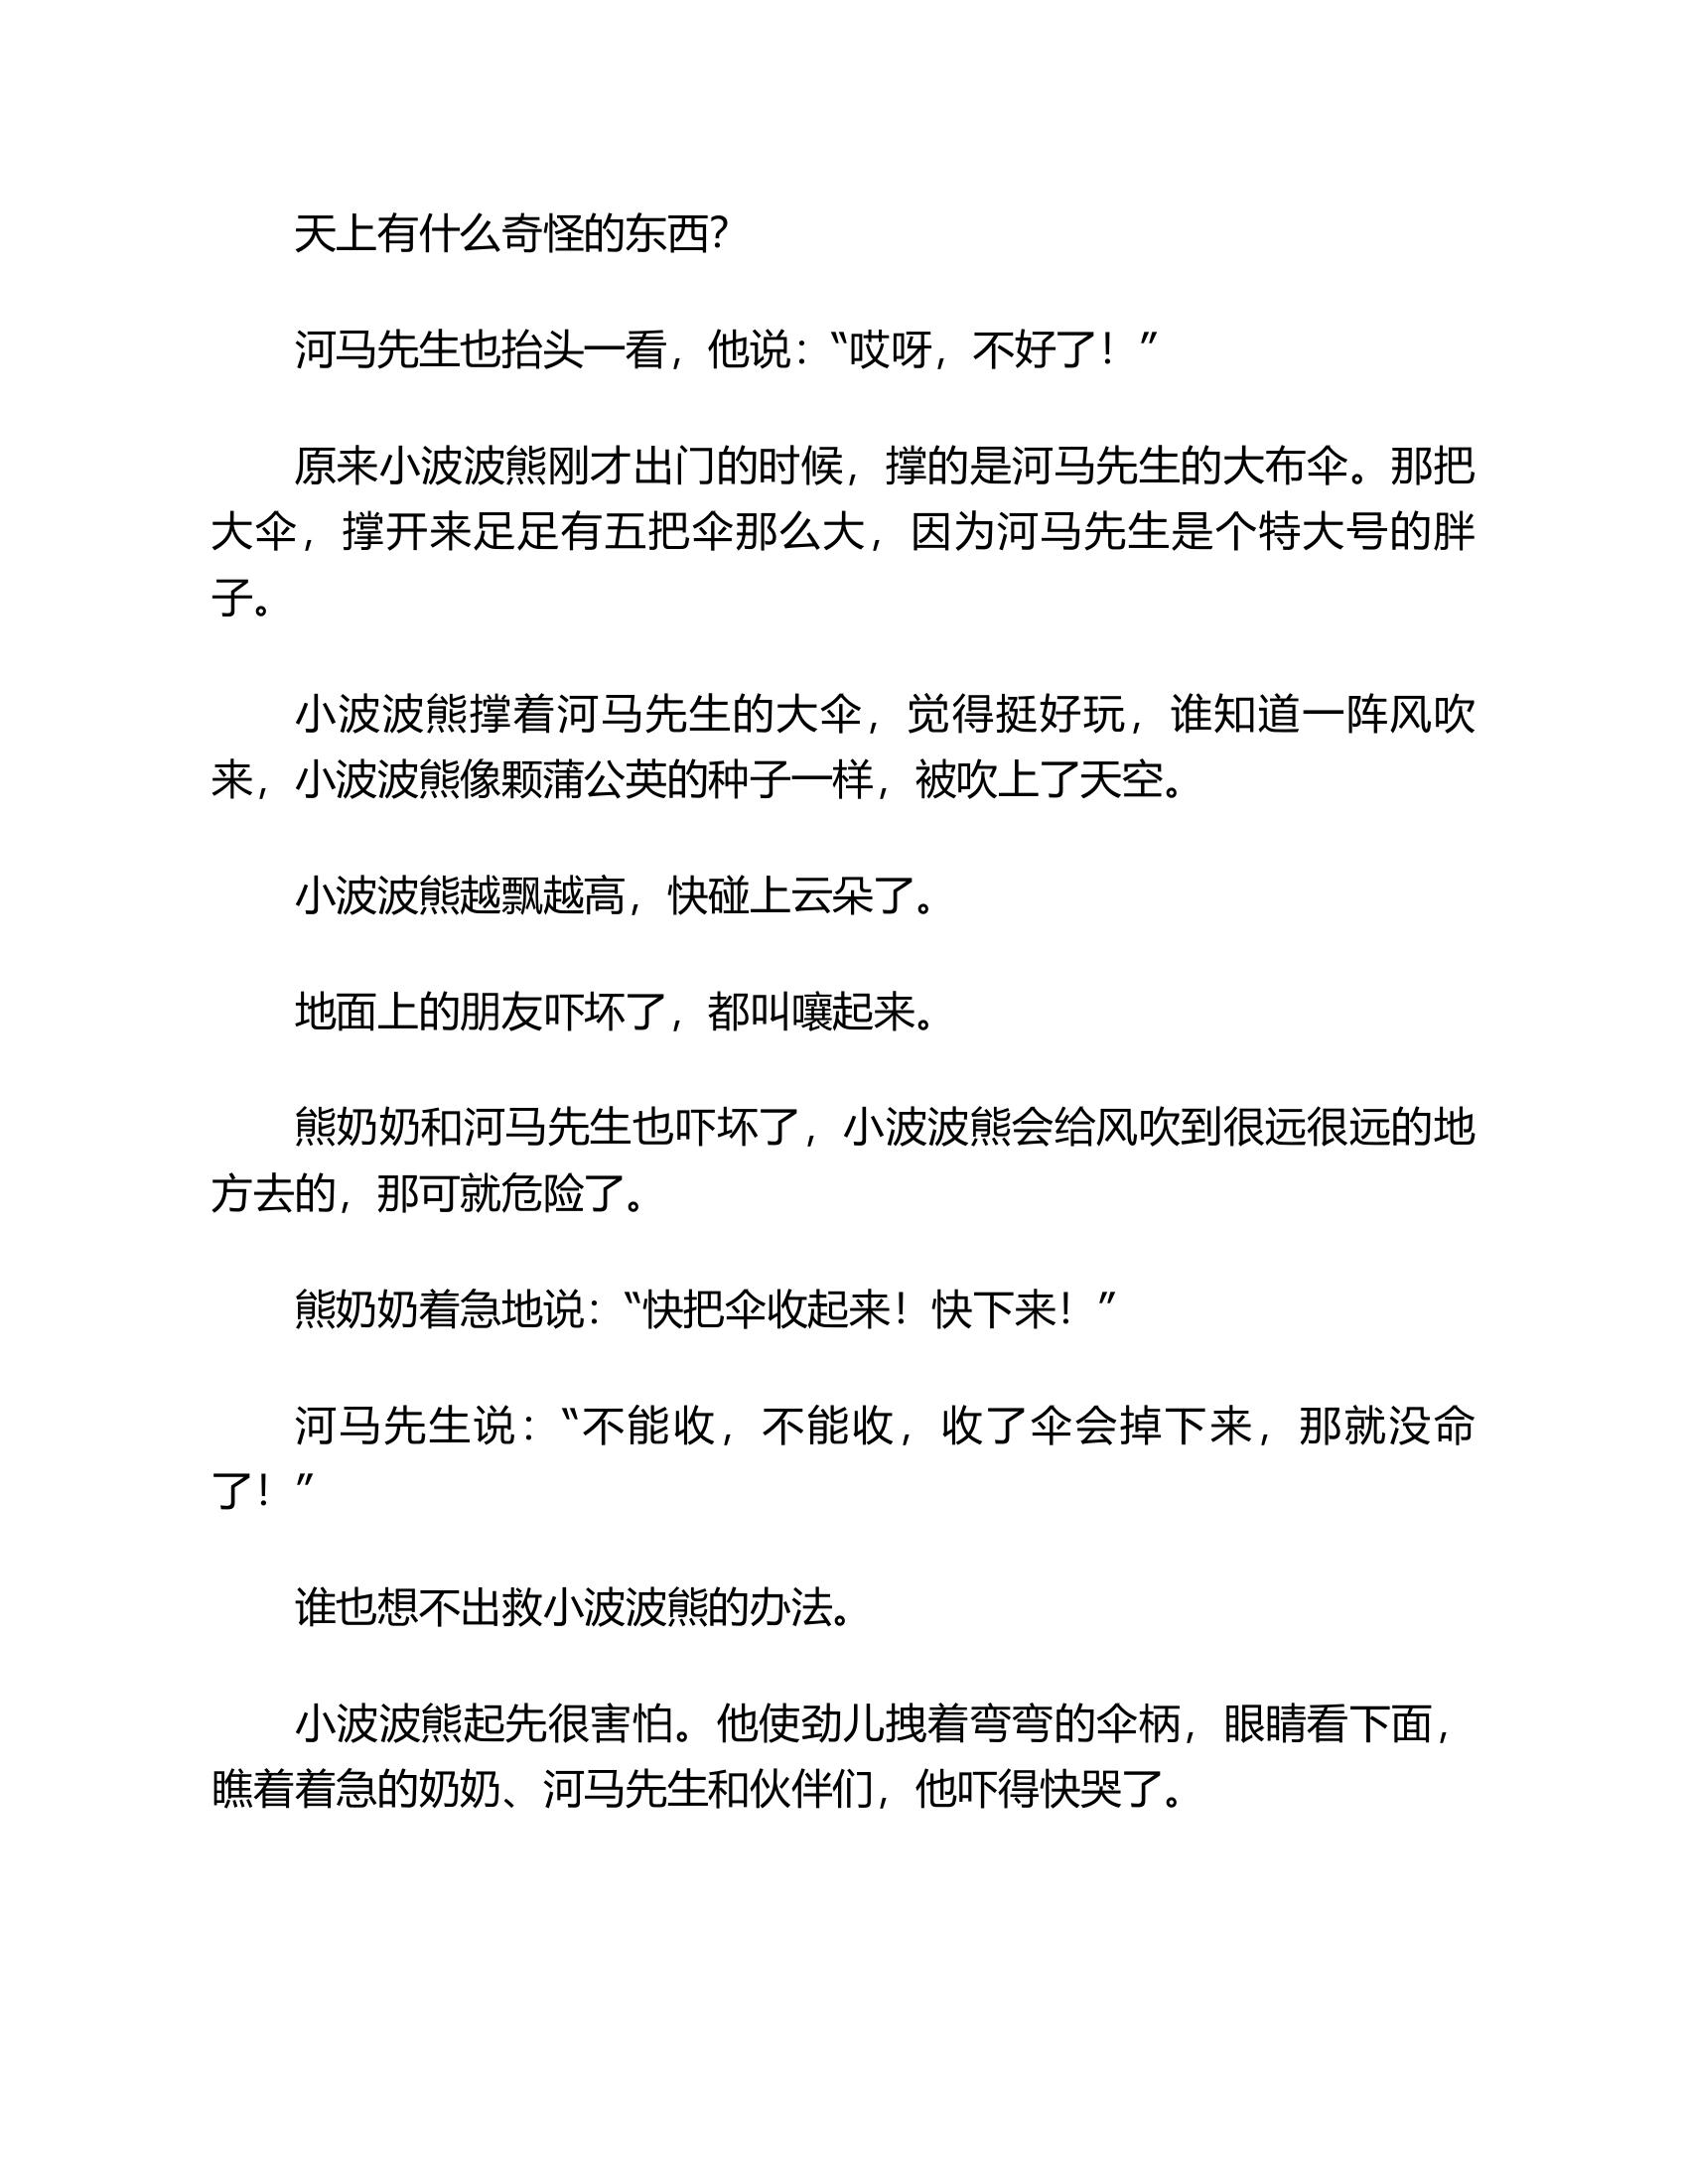 天上有什么奇怪的东西？
河马先生也抬头一看，他说：“哎呀，不好了！”
原来小波波熊刚才出门的时候，撑的是河马先生的大布伞。那把
大伞，撑开来足足有五把伞那么大，因为河马先生是个特大号的胖
子。
小波波熊撑着河马先生的大伞，觉得挺好玩，谁知道一阵风吹
来，小波波熊像颗蒲公英的种子一样，被吹上了天空。
小波波熊越飘越高，快碰上云朵了。
地面上的朋友吓坏了，都叫嚷起来。
熊奶奶和河马先生也吓坏了，小波波熊会给风吹到很远很远的地
方去的，那可就危险了。
熊奶奶着急地说：“快把伞收起来！快下来！”
河马先生说：“不能收，不能收，收了伞会掉下来，那就没命
了！”
谁也想不出救小波波熊的办法。
小波波熊起先很害怕。他使劲儿拽着弯弯的伞柄，眼睛看下面，
瞧着着急的奶奶、河马先生和伙伴们，他吓得快哭了。